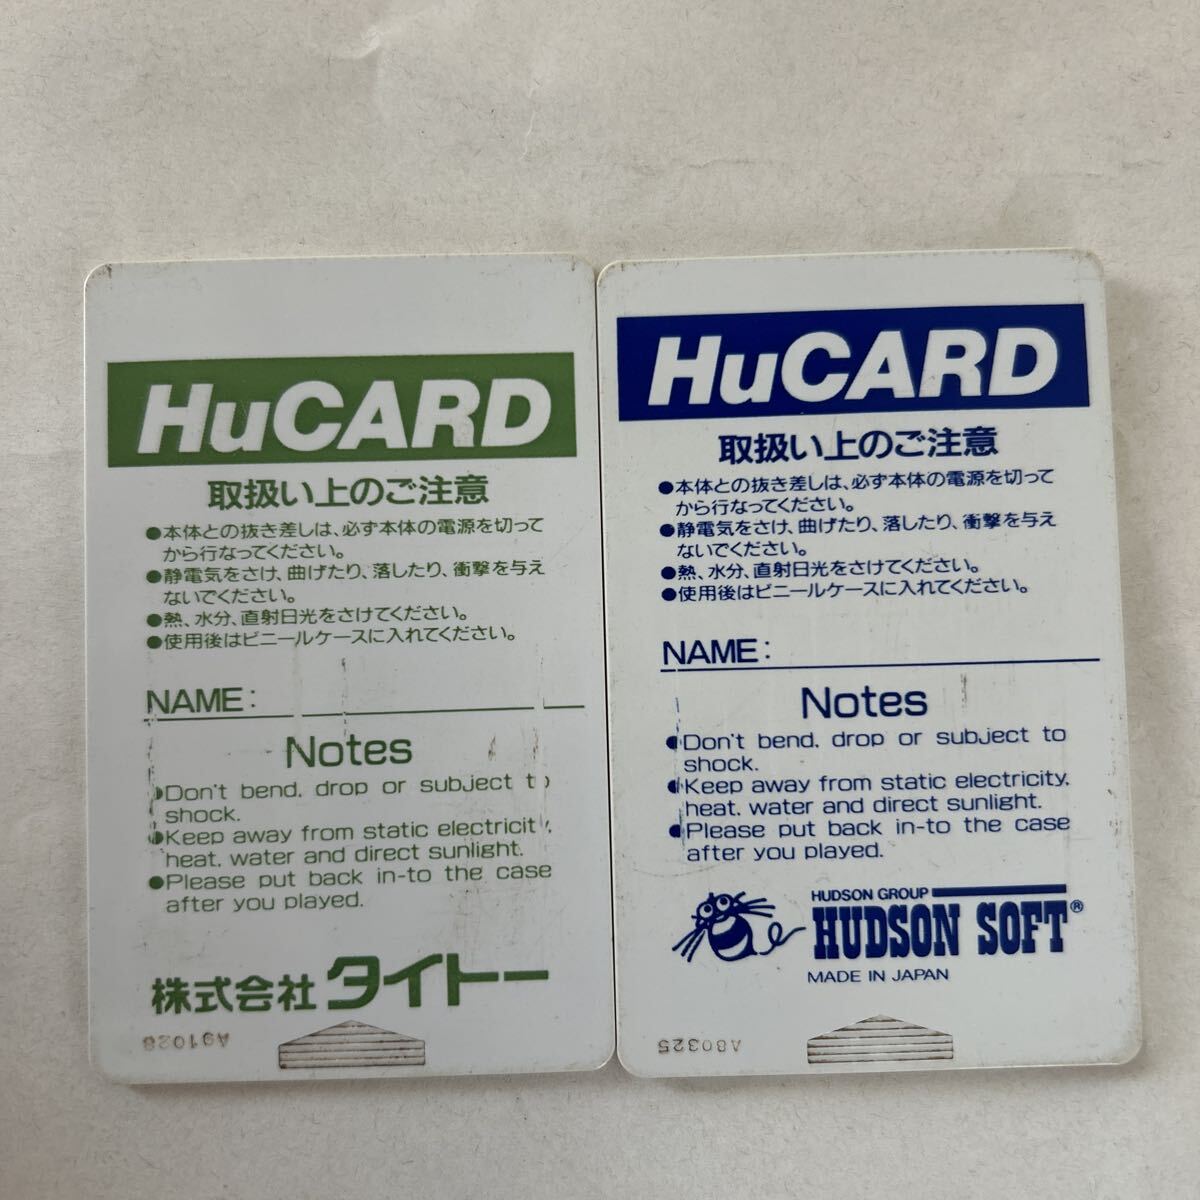 HuCARD
取扱い上のご注意
●本体との抜き差しは、必ず本体の電源を切って
から行なってください。
●静電気をさけ、曲げたり、落したり、衝撃を与え
ないでください。
●熱、水分、直射日光をさけてください。
●使用後はビニールケースに入れてください。
NAME:
Notes
●Don't bend, drop or subject to
shock.
●Keep away from static electricity,
heat, water and direct sunlight.
●Please put back in-to the case
after you played.
株式会社 タイトー
A91028
HuCARD
取扱い上のご注意
●本体との抜き差しは、必ず本体の電源を切って
から行なってください。
●静電気をさけ、曲げたり、落したり、衝撃を与え
ないでください。
●熱、水分、直射日光をさけてください。
●使用後はビニールケースに入れてください。
NAME:
Notes
●Don't bend, drop or subject to
shock.
●Keep away from static electricity,
heat, water and direct sunlight.
●Please put back in-to the case
after you played.
HUDSON GROUP
HUDSON SOFT®
MADE IN JAPAN
A80325